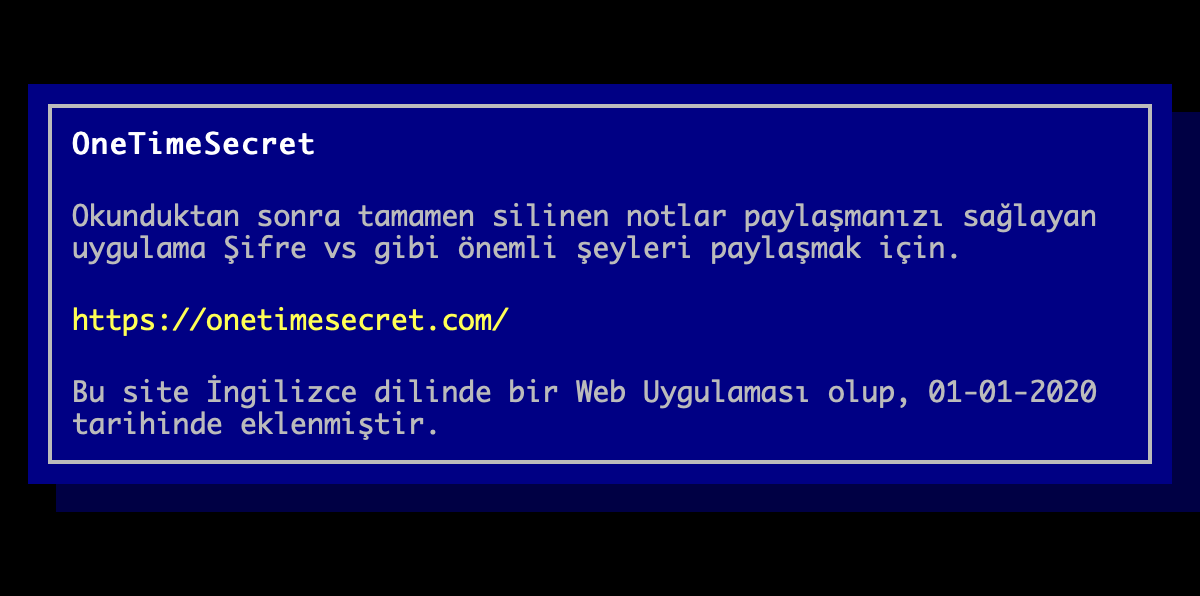 OneTimeSecret
Okunduktan sonra tamamen silinen notlar paylaşmanızı sağlayan
uygulama Şifre vs gibi önemli şeyleri paylaşmak için.
https://onetimesecret.com/
Bu site İngilizce dilinde bir Web Uygulaması olup, 01-01-2020
tarihinde eklenmiştir.